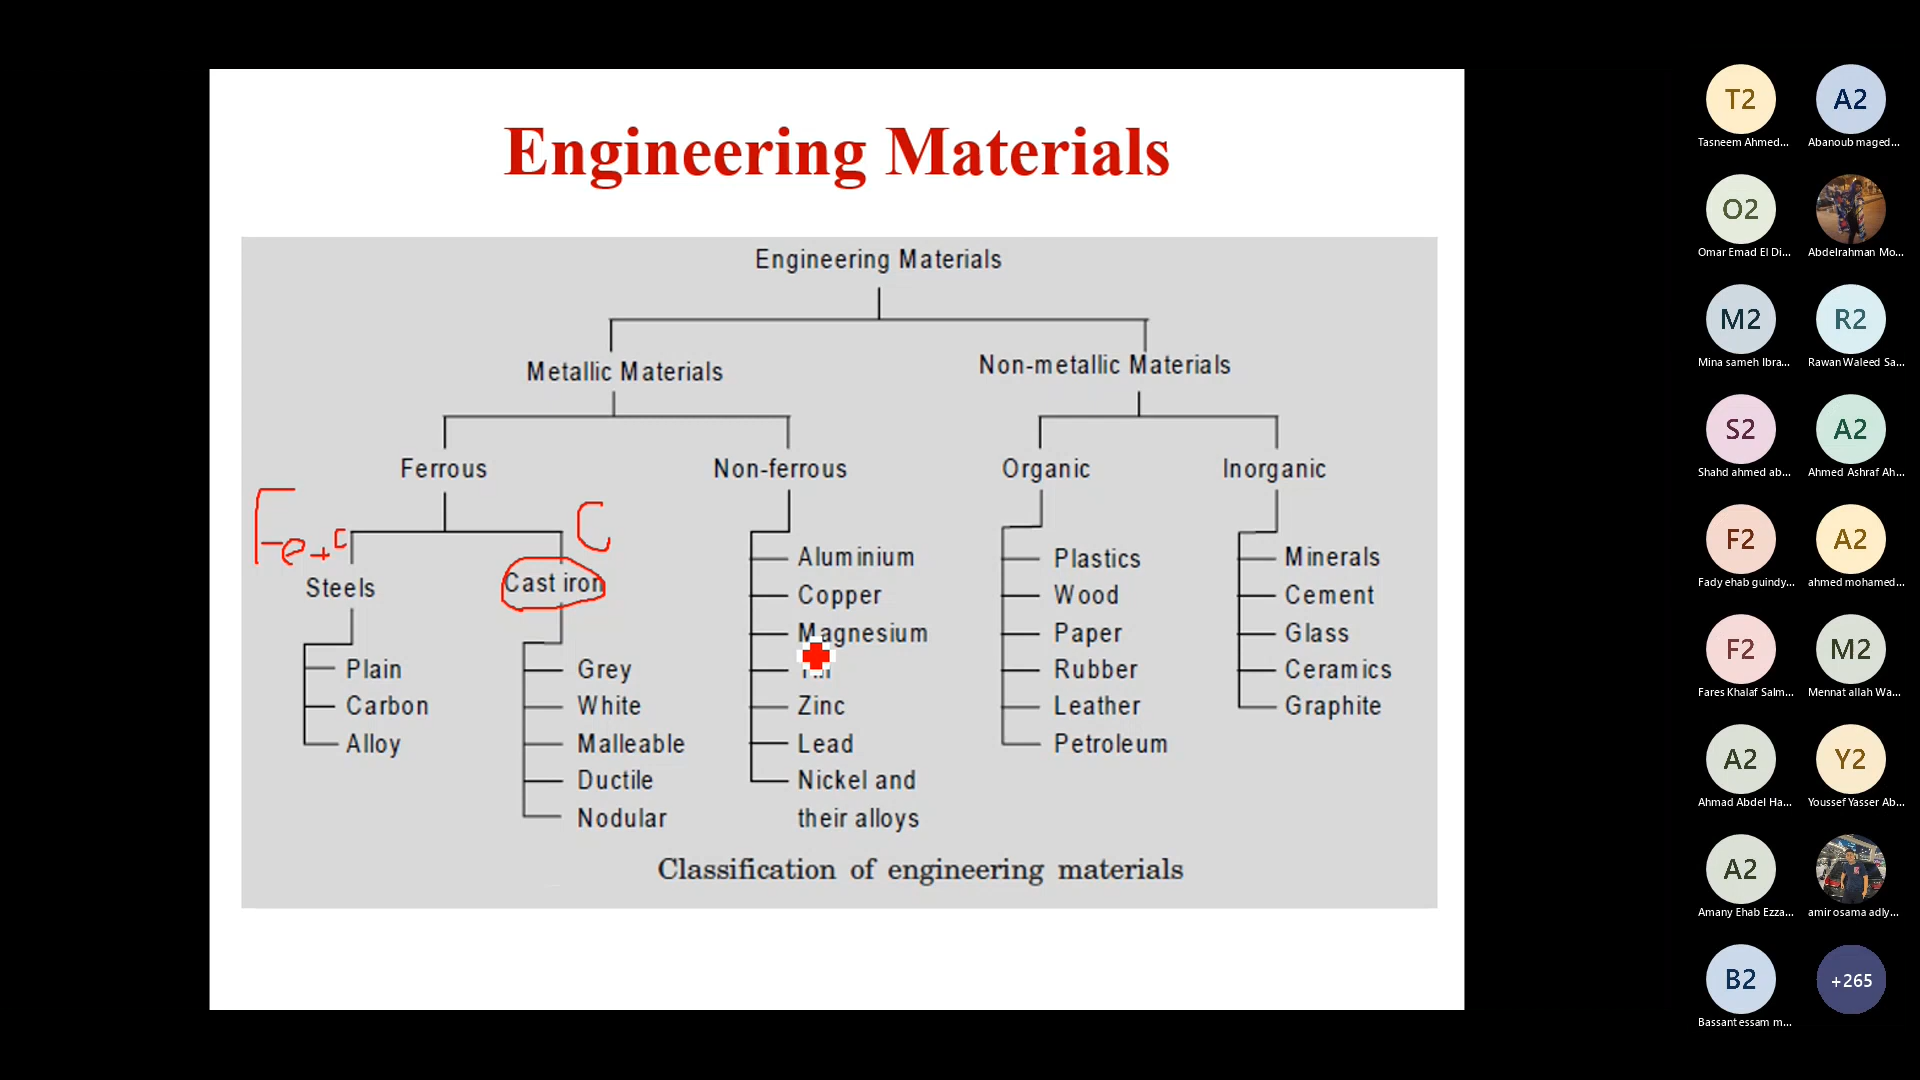 Engineering Materials
Engineering Materials
Metallic Materials
Non-metallic Materials
Ferrous
Non-ferrous
Organic
Inorganic
Fe+c
C
Steels
Cast iron
Plain
Carbon
Alloy
Grey
White
Malleable
Ductile
Nodular
Aluminium
Copper
Magnesium
Zinc
Lead
Nickel and
their alloys
Plastics
Wood
Paper
Rubber
Leather
Petroleum
Minerals
Cement
Glass
Ceramics
Graphite
Classification of engineering materials
T2
A2
Tasneem Ahmed...
Abanoub maged...
O2
Omar Emad El Di...
Abdelrahman Mo...
M2
R2
Mina sameh Ibra...
Rawan Waleed Sa...
S2
A2
Shahd ahmed ab...
Ahmed Ashraf Ah...
F2
A2
Fady ehab guindy...
ahmed mohamed...
F2
M2
Fares Khalaf Salm...
Mennat allah Wa...
A2
Y2
Ahmad Abdel Ha...
Youssef Yasser Ab...
A2
Amany Ehab Ezza...
amir osama adly...
B2
+265
Bassant essam m...